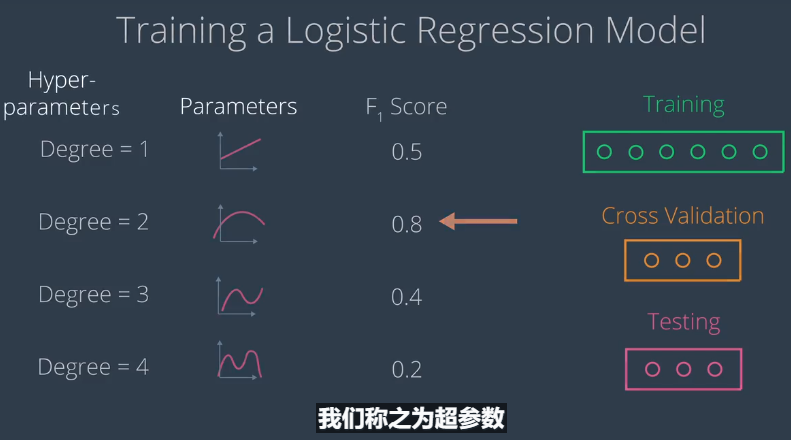 Training a Logistic Regression Model
Hyper-
parameters
Parameters
F1 Score
Degree = 1
0.5
Degree = 2
0.8
Degree = 3
0.4
Degree = 4
0.2
Training
Cross Validation
Testing
我们称之为超参数